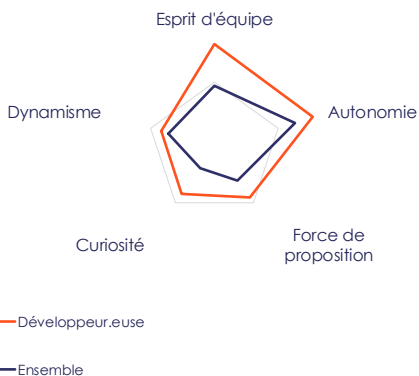 Esprit d'équipe
Dynamisme
Autonomie
Curiosité
Force de
proposition
Développeur.euse
Ensemble